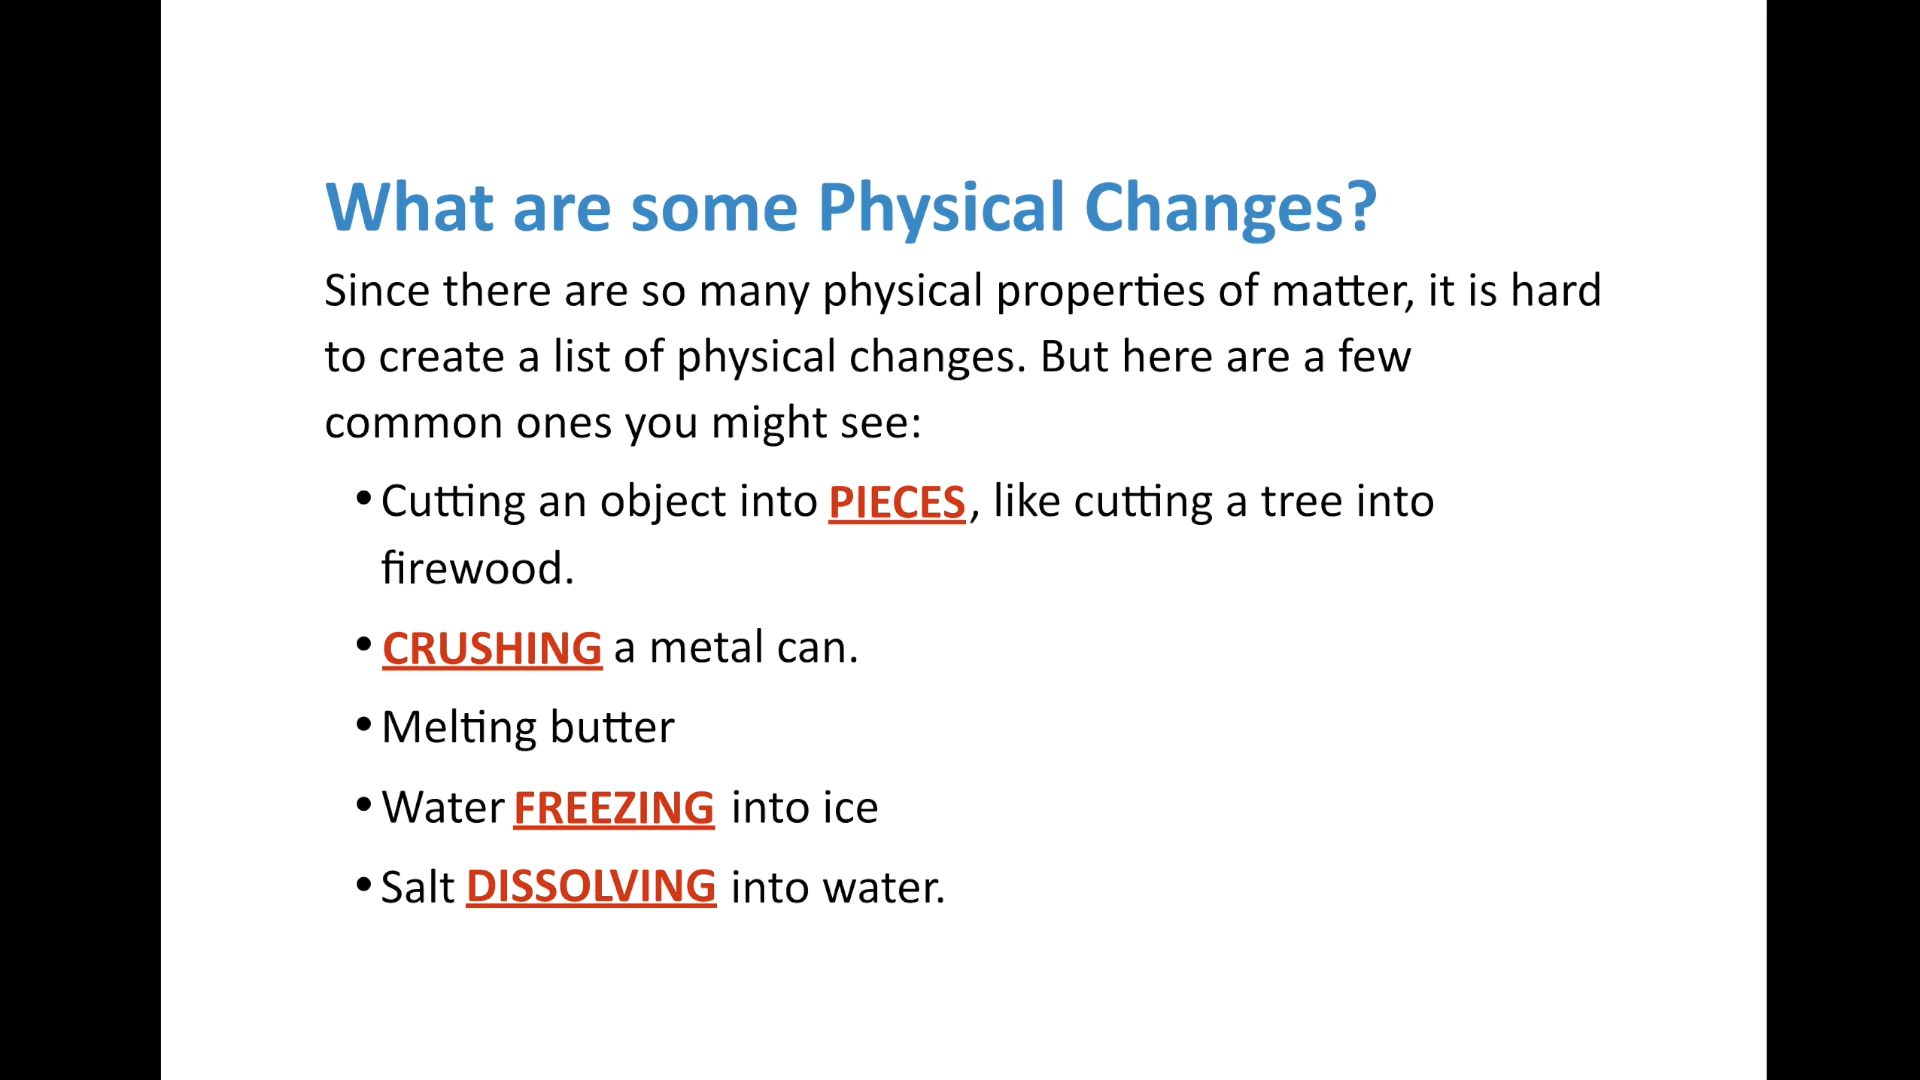 What are some Physical Changes?
Since there are so many physical properties of matter, it is hard
to create a list of physical changes. But here are a few
common ones you might see:
• Cutting an object into PIECES, like cutting a tree into
firewood.
• CRUSHING a metal can.
• Melting butter
• Water FREEZING into ice
• Salt DISSOLVING into water.